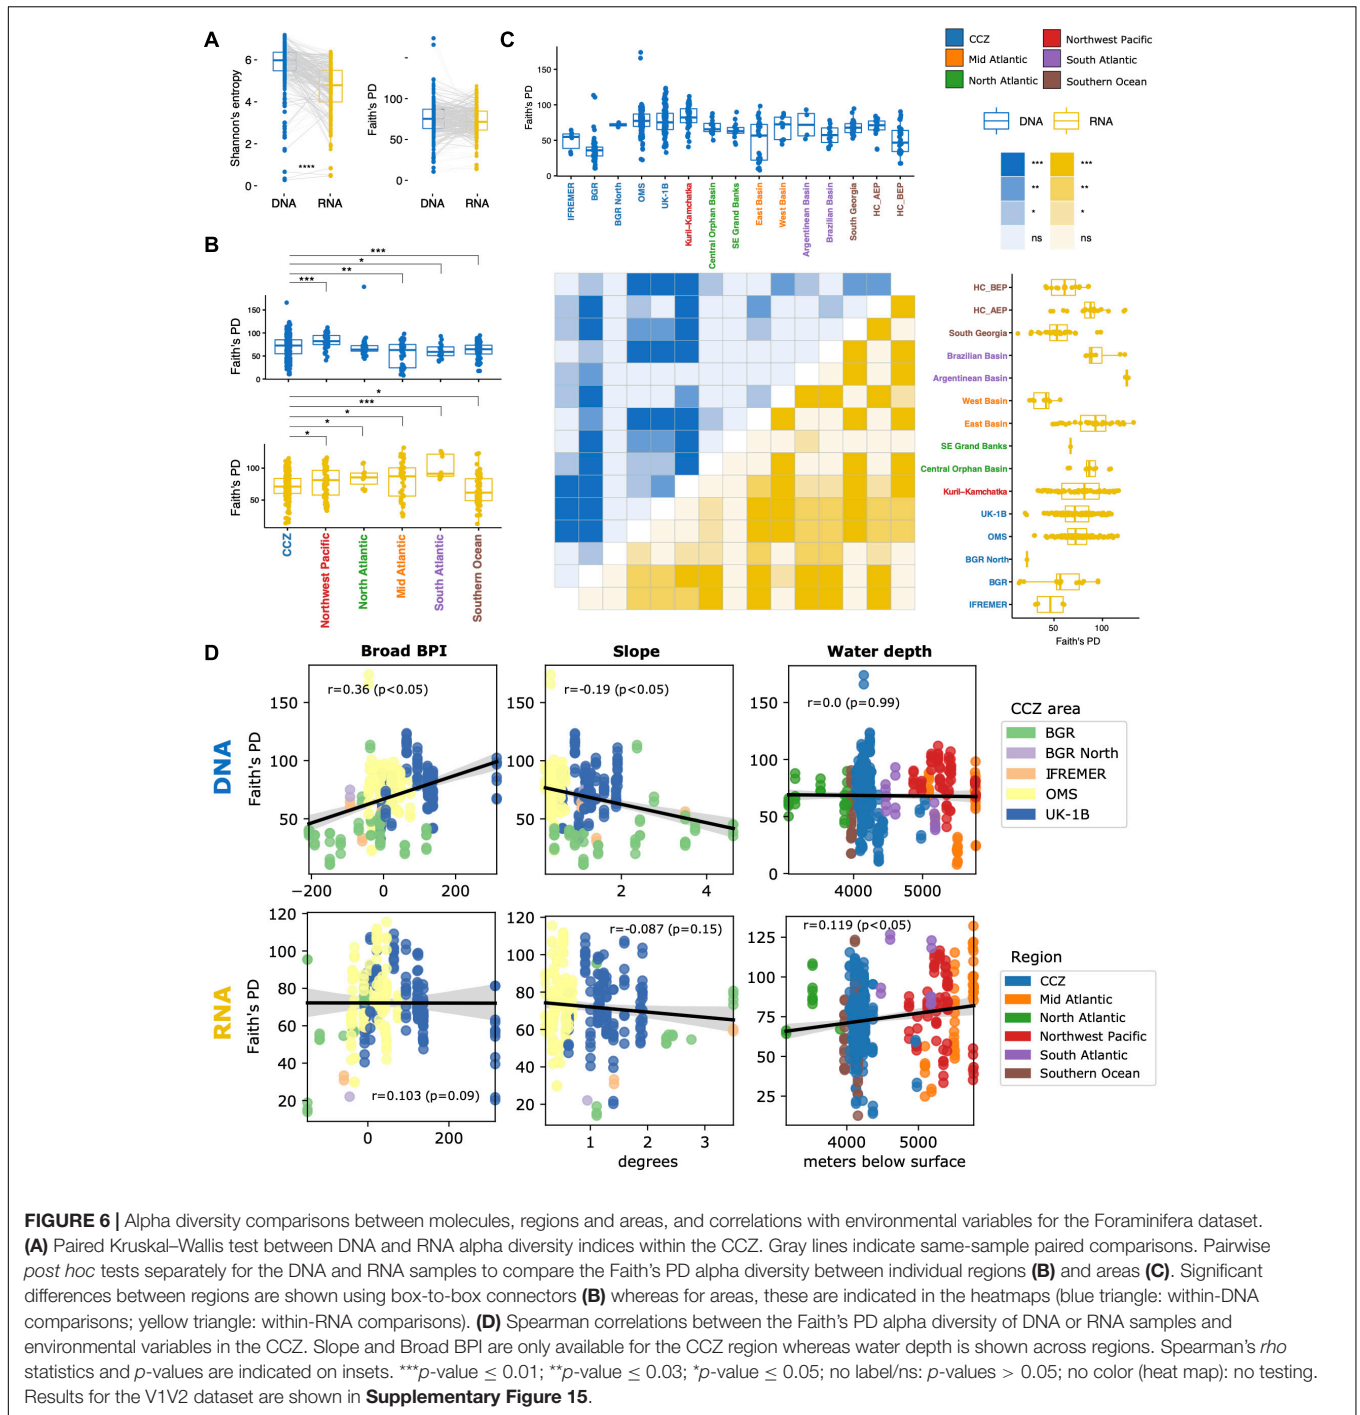 A
Shannon's entropy
6
4
2
0
****
DNA
RNA
Faith's PD
100
50
0
DNA
RNA
C
Faith's PD
150
100
50
0
IFREMER
BGR
BGR North
OMS
UK-1B
Kuril–Kamchatka
Central Orphan Basin
SE Grand Banks
East Basin
West Basin
Argentinean Basin
Brazilian Basin
South Georgia
HC_AEP
HC_BEP
CCZ
Mid Atlantic
North Atlantic
Northwest Pacific
South Atlantic
Southern Ocean
DNA
RNA
*** ***
** **
* *
ns ns
B
***
*
**
***
Faith's PD
150
100
50
0
*
***
*
*
Faith's PD
100
50
CCZ
Northwest Pacific
North Atlantic
Mid Atlantic
South Atlantic
Southern Ocean
HC_BEP
HC_AEP
South Georgia
Brazilian Basin
Argentinean Basin
West Basin
East Basin
SE Grand Banks
Central Orphan Basin
Kuril–Kamchatka
UK-1B
OMS
BGR North
BGR
IFREMER
50 100
Faith's PD
D
Broad BPI
Slope
Water depth
DNA
Faith's PD
150
100
50
r=0.36 (p<0.05)
−200 0 200
150
100
50
r=-0.19 (p<0.05)
2 4
150
100
50
0
r=0.0 (p=0.99)
4000 5000
CCZ area
BGR
BGR North
IFREMER
OMS
UK-1B
RNA
Faith's PD
120
100
80
60
40
20
r=0.103 (p=0.09)
0 200
120
100
80
60
40
20
r=-0.087 (p=0.15)
1 2 3
degrees
125
100
75
50
25
r=0.119 (p<0.05)
4000 5000
meters below surface
Region
CCZ
Mid Atlantic
North Atlantic
Northwest Pacific
South Atlantic
Southern Ocean
FIGURE 6 | Alpha diversity comparisons between molecules, regions and areas, and correlations with environmental variables for the Foraminifera dataset.
(A) Paired Kruskal–Wallis test between DNA and RNA alpha diversity indices within the CCZ. Gray lines indicate same-sample paired comparisons. Pairwise
post hoc tests separately for the DNA and RNA samples to compare the Faith's PD alpha diversity between individual regions (B) and areas (C). Significant
differences between regions are shown using box-to-box connectors (B) whereas for areas, these are indicated in the heatmaps (blue triangle: within-DNA
comparisons; yellow triangle: within-RNA comparisons). (D) Spearman correlations between the Faith's PD alpha diversity of DNA or RNA samples and
environmental variables in the CCZ. Slope and Broad BPI are only available for the CCZ region whereas water depth is shown across regions. Spearman's rho
statistics and p-values are indicated on insets. ***p-value ≤ 0.01; **p-value ≤ 0.03; *p-value ≤ 0.05; no label/ns: p-values > 0.05; no color (heat map): no testing.
Results for the V1V2 dataset are shown in Supplementary Figure 15.